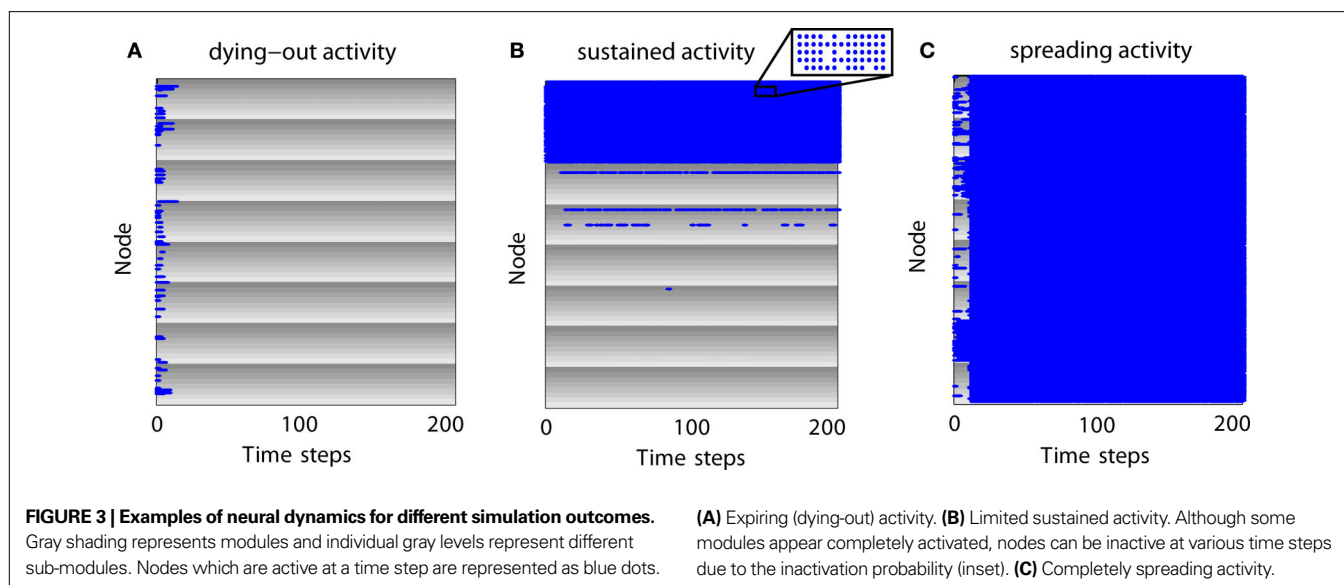 A dying–out activity
B sustained activity
C spreading activity
Node
Node
Node
0 100 200
0 100 200
0 100 200
Time steps
Time steps
Time steps
FIGURE 3 | Examples of neural dynamics for different simulation outcomes.
Gray shading represents modules and individual gray levels represent different
sub-modules. Nodes which are active at a time step are represented as blue dots.
(A) Expiring (dying-out) activity. (B) Limited sustained activity. Although some
modules appear completely activated, nodes can be inactive at various time steps
due to the inactivation probability (inset). (C) Completely spreading activity.